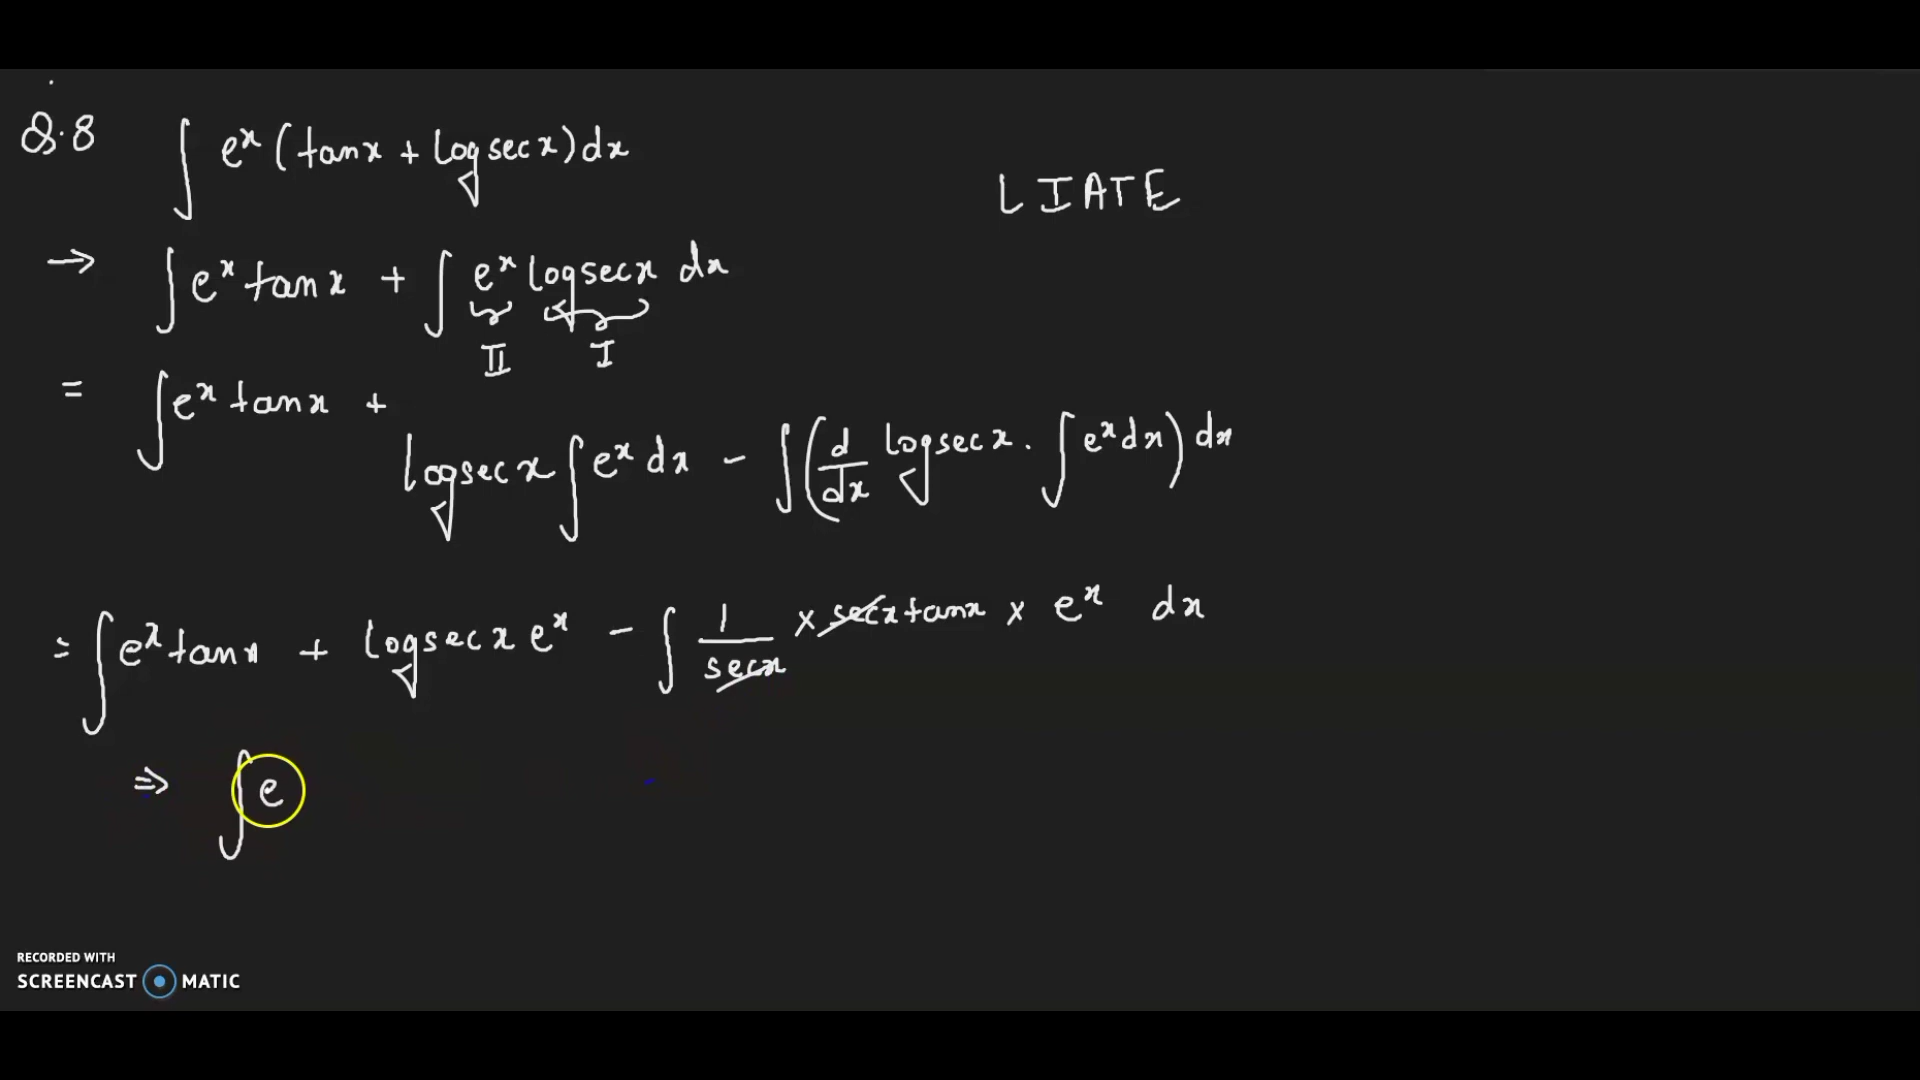 Q.8 ∫ eˣ (tanx + log secx) dx
LIATE
→ ∫ eˣ tanx + ∫ eˣ log secx dx
II I
= ∫ eˣ tanx +
log secx ∫ eˣ dx - ∫ (d/dx log secx . ∫ eˣ dx) dx
= ∫ eˣ tanx + log secx eˣ - ∫ 1/secx × secx tanx × eˣ dx
⇒ ∫ e
RECORDED WITH
SCREENCAST MATIC